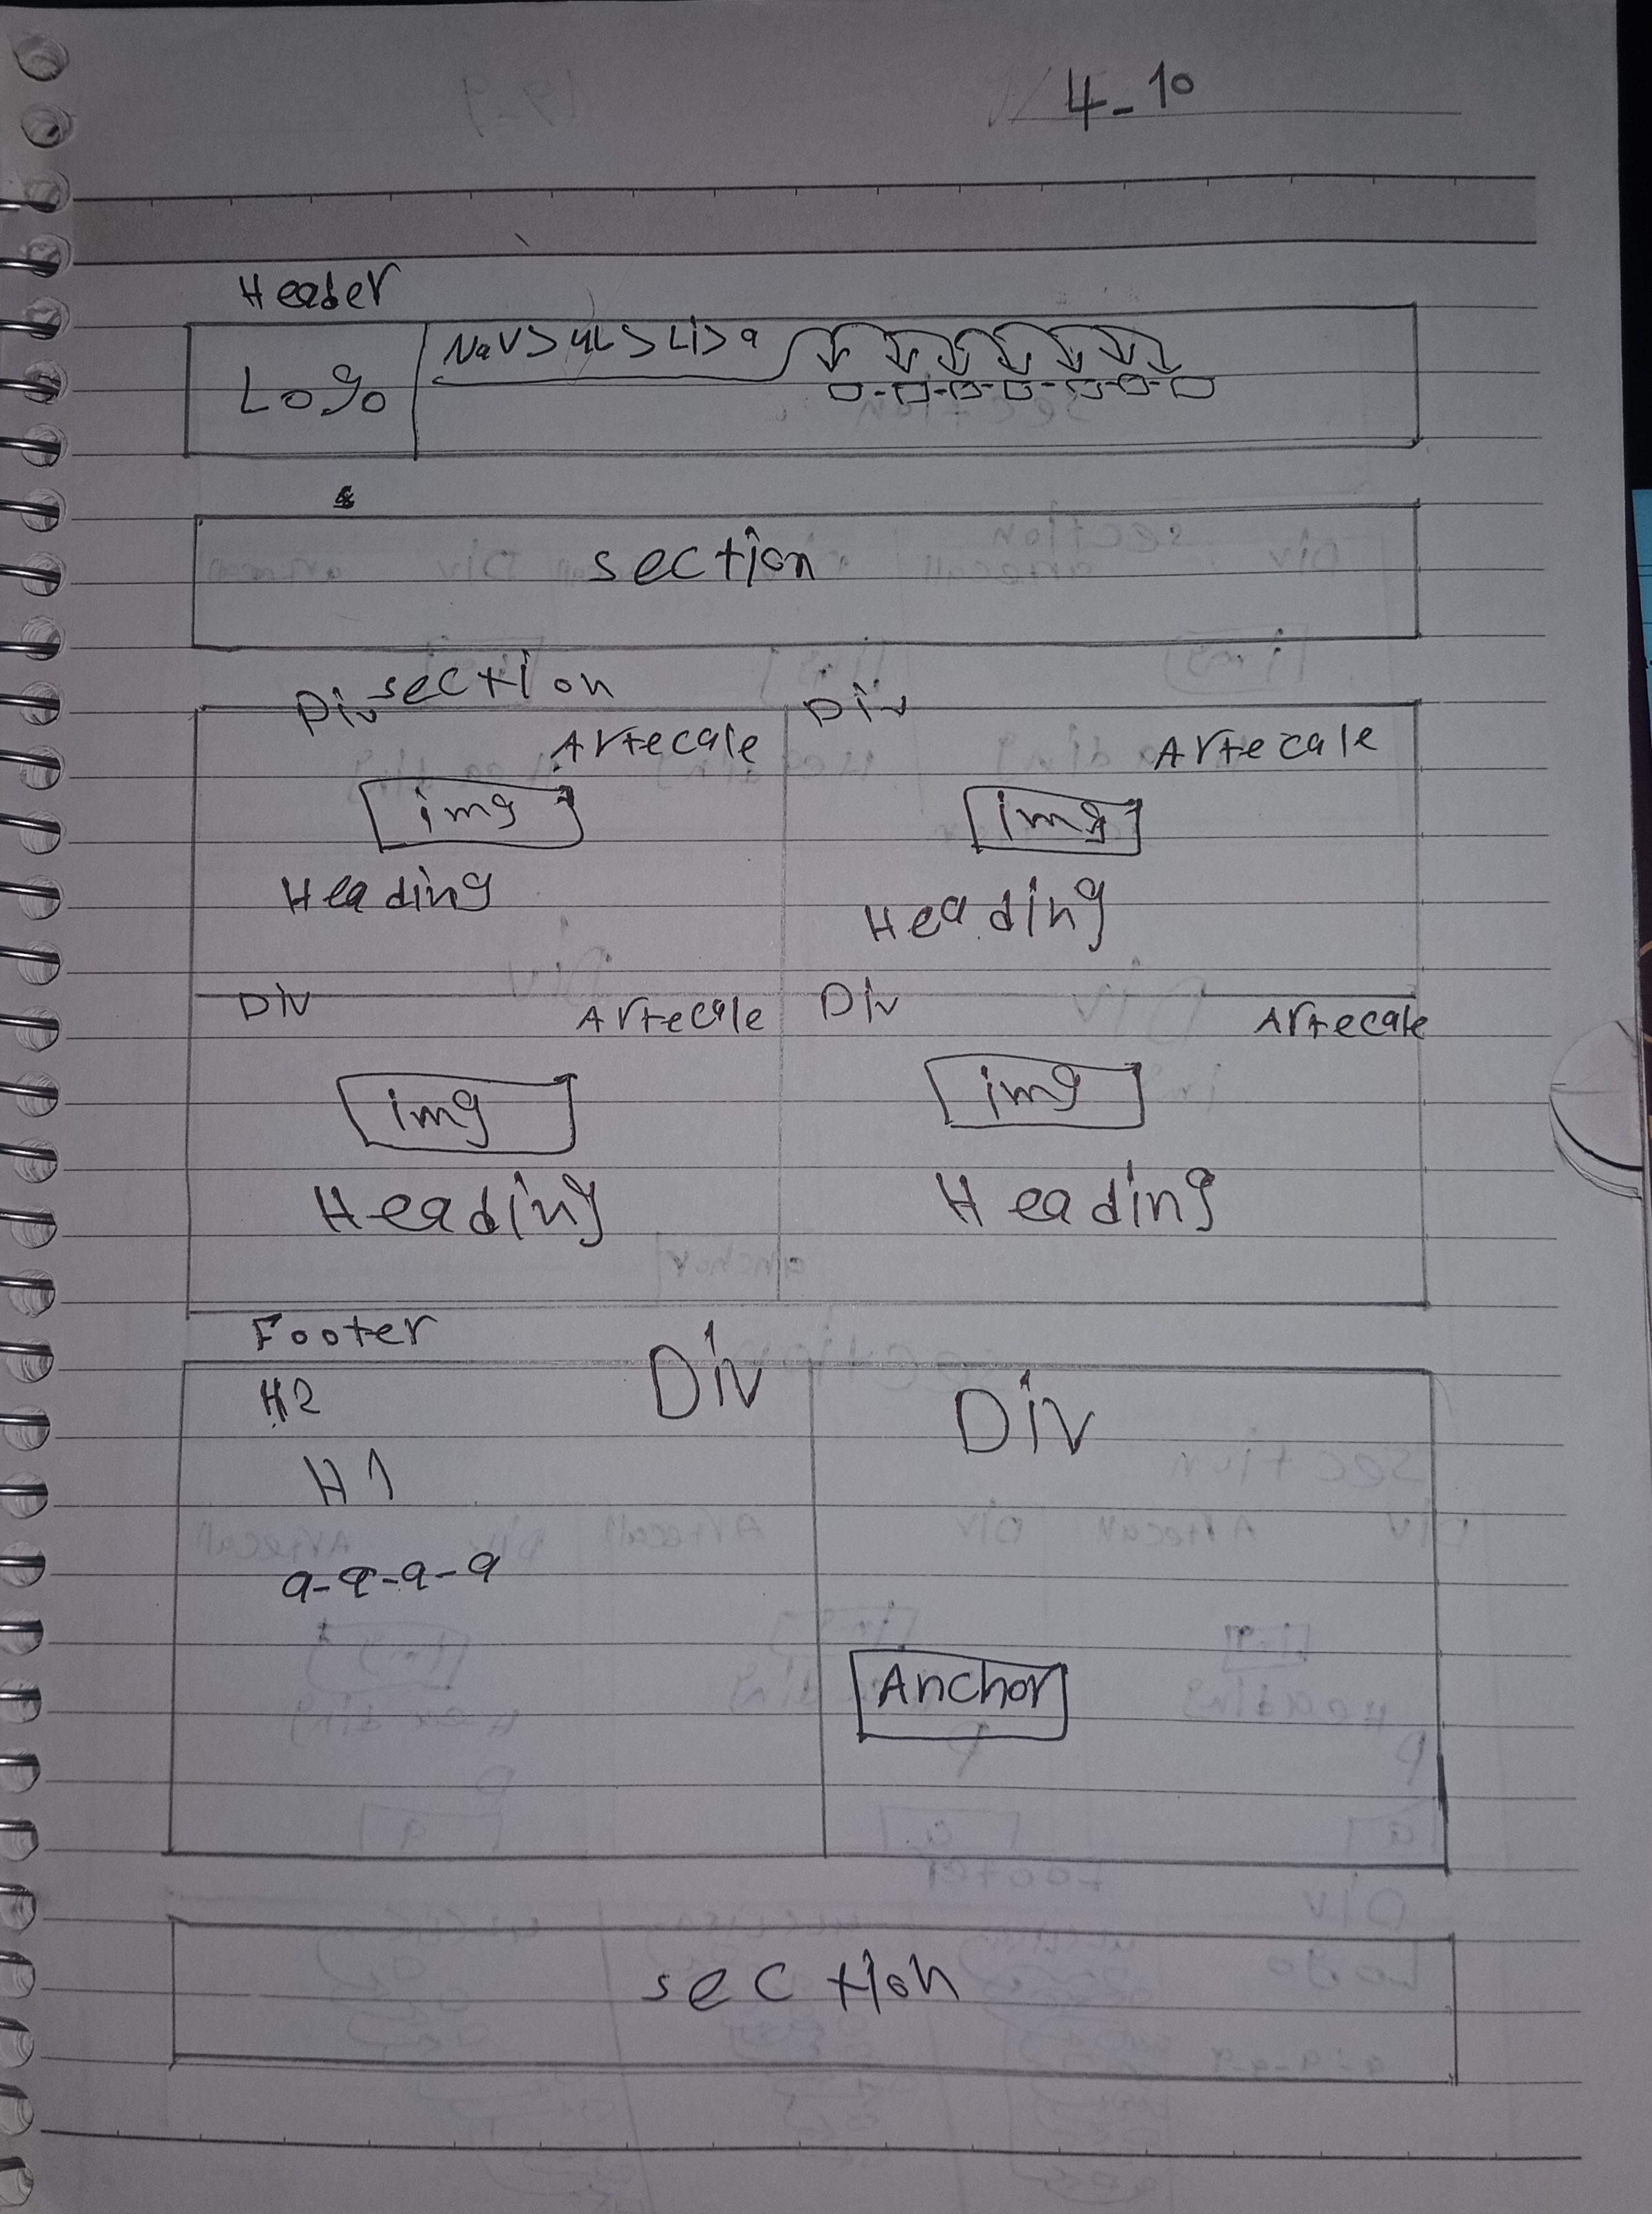 4-10
Header
Logo
Nav>uL>Li>a
section
section
Div
Div
Artecale
Artecale
img
img
Heading
Heading
Div
Artecale
Div
Artecale
img
img
Heading
Heading
Footer
H2
Div
Div
H1
a-a-a-a
Anchor
section